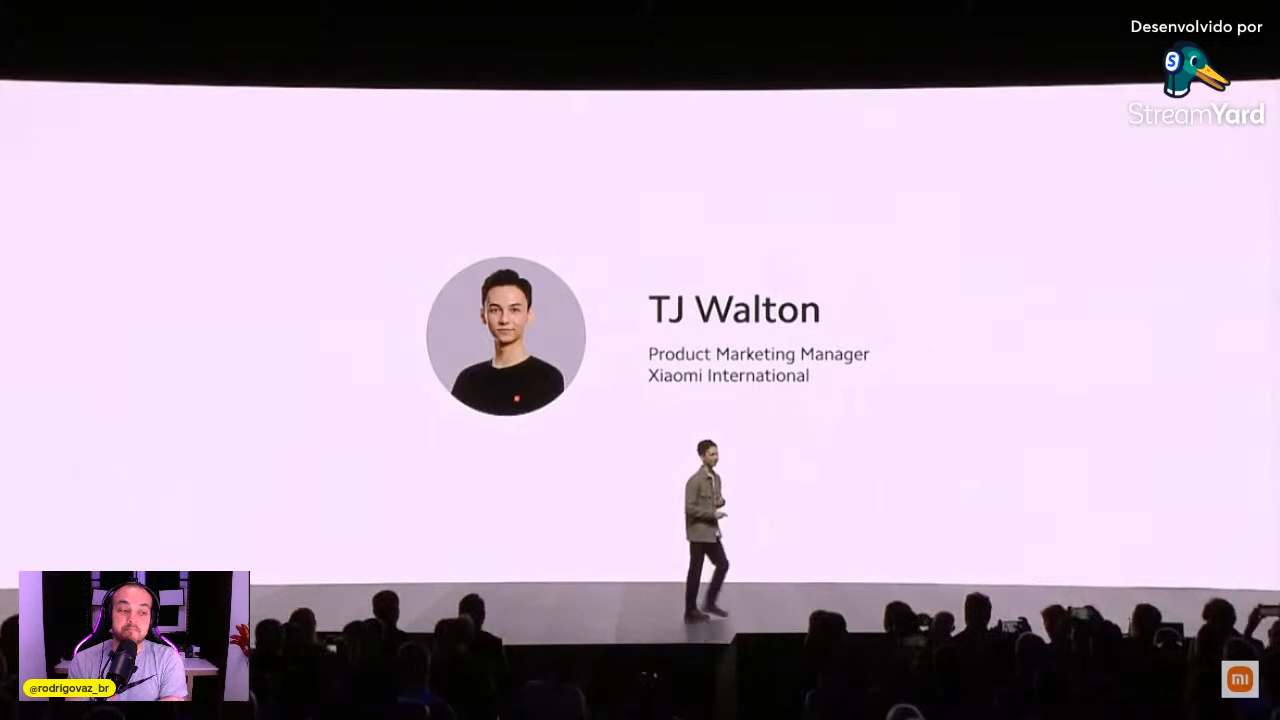 Desenvolvido por
S
StreamYard
TJ Walton
Product Marketing Manager
Xiaomi International
@rodrigovaz_br
mi